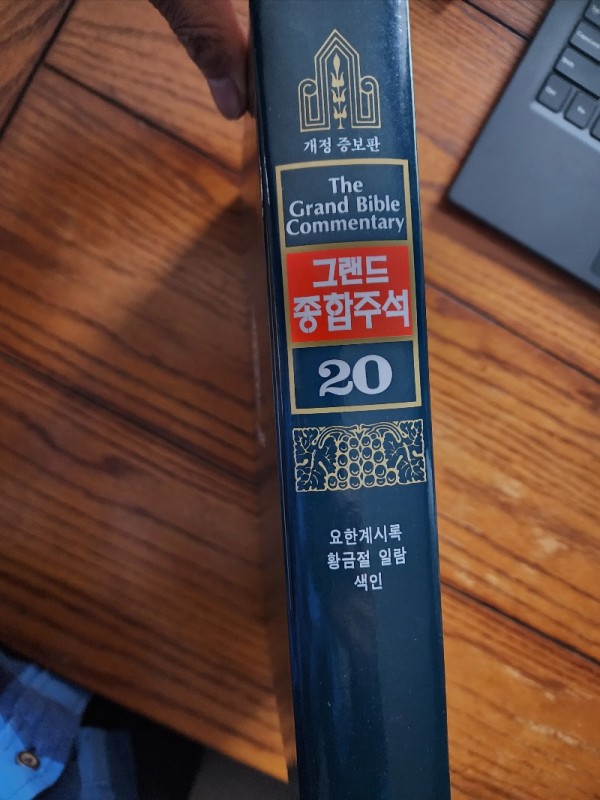 개정 증보판
The
Grand Bible
Commentary
그랜드
종합주석
20
요한계시록
황금절 일람
색인